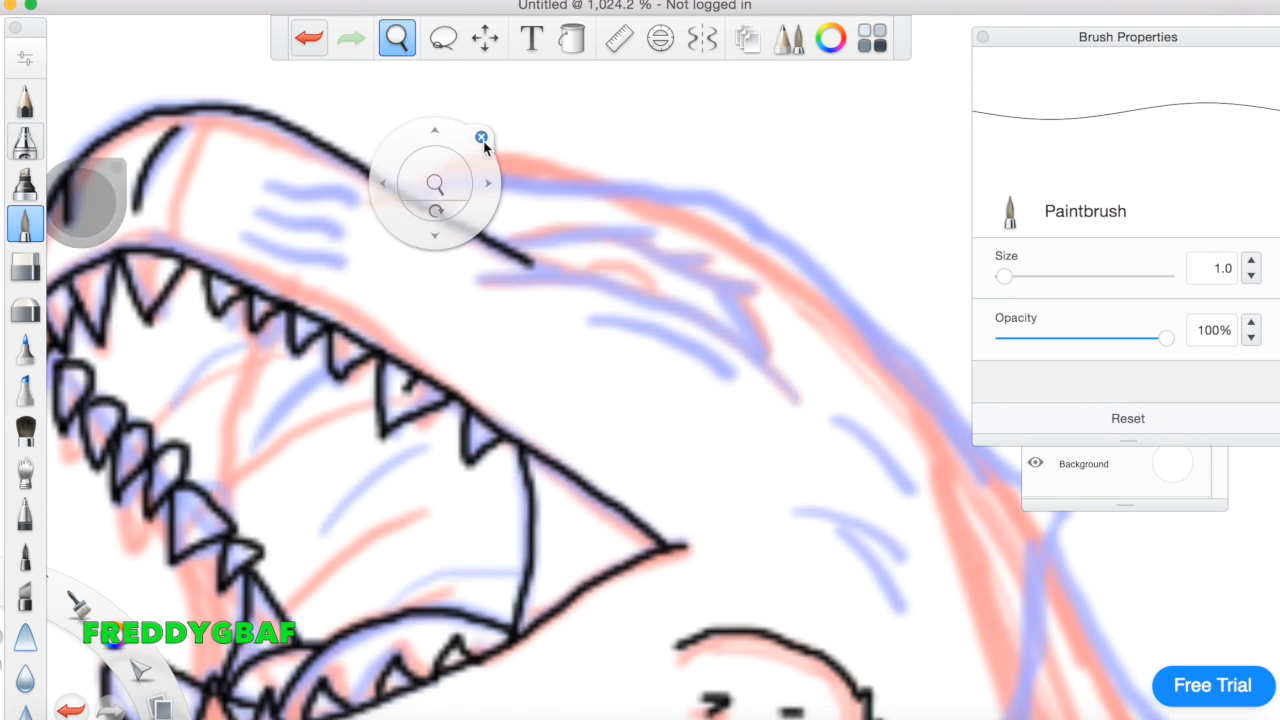 Untitled @ 1,024.2 % - Not logged in
T
Brush Properties
Paintbrush
Size
1.0
Opacity
100%
Reset
Background
FREDDYGBAF
Free Trial